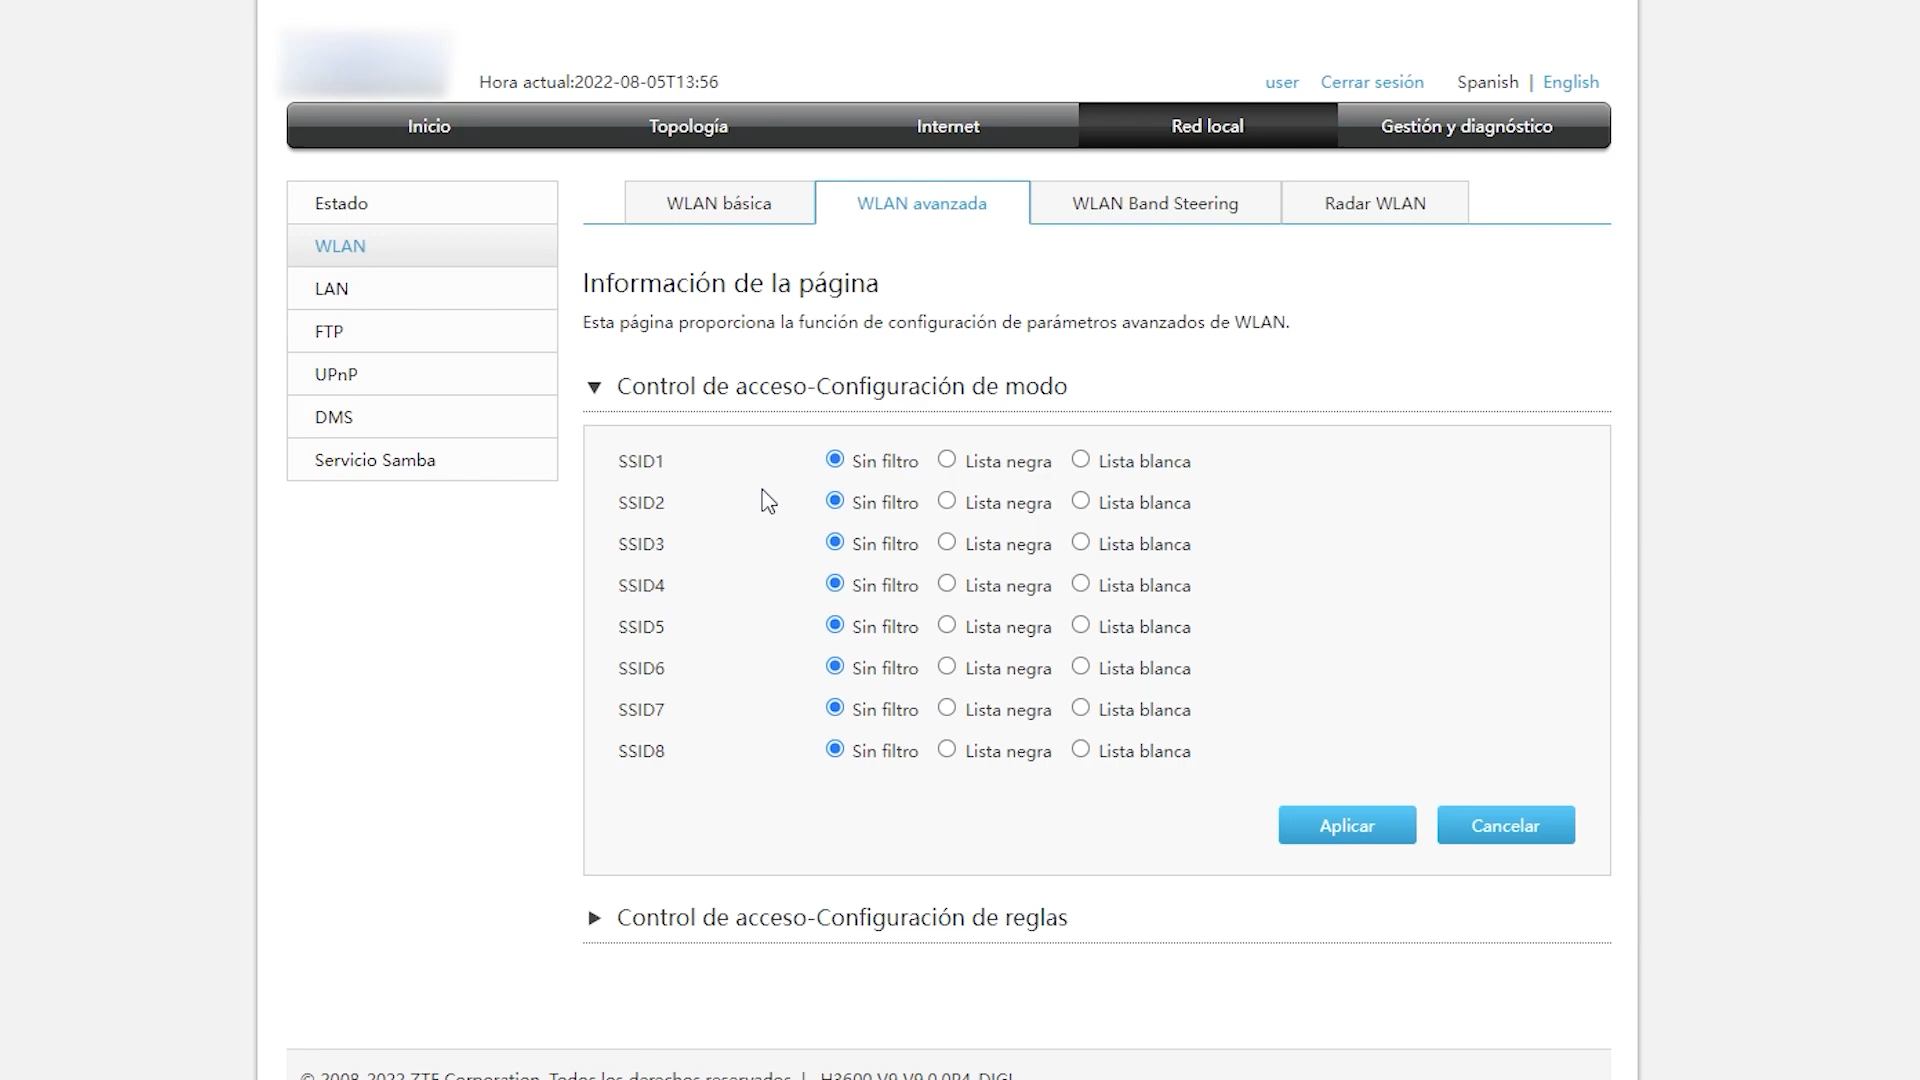 Hora actual:2022-08-05T13:56
user Cerrar sesión Spanish | English
Inicio Topología Internet Red local Gestión y diagnóstico
Estado
WLAN
LAN
FTP
UPnP
DMS
Servicio Samba
WLAN básica WLAN avanzada WLAN Band Steering Radar WLAN
Información de la página
Esta página proporciona la función de configuración de parámetros avanzados de WLAN.
Control de acceso-Configuración de modo
SSID1 Sin filtro Lista negra Lista blanca
SSID2 Sin filtro Lista negra Lista blanca
SSID3 Sin filtro Lista negra Lista blanca
SSID4 Sin filtro Lista negra Lista blanca
SSID5 Sin filtro Lista negra Lista blanca
SSID6 Sin filtro Lista negra Lista blanca
SSID7 Sin filtro Lista negra Lista blanca
SSID8 Sin filtro Lista negra Lista blanca
Aplicar Cancelar
Control de acceso-Configuración de reglas
© 2008-2022 ZTE Corporation. Todos los derechos reservados | H3600 V9 V9.0.0P4_DIGI